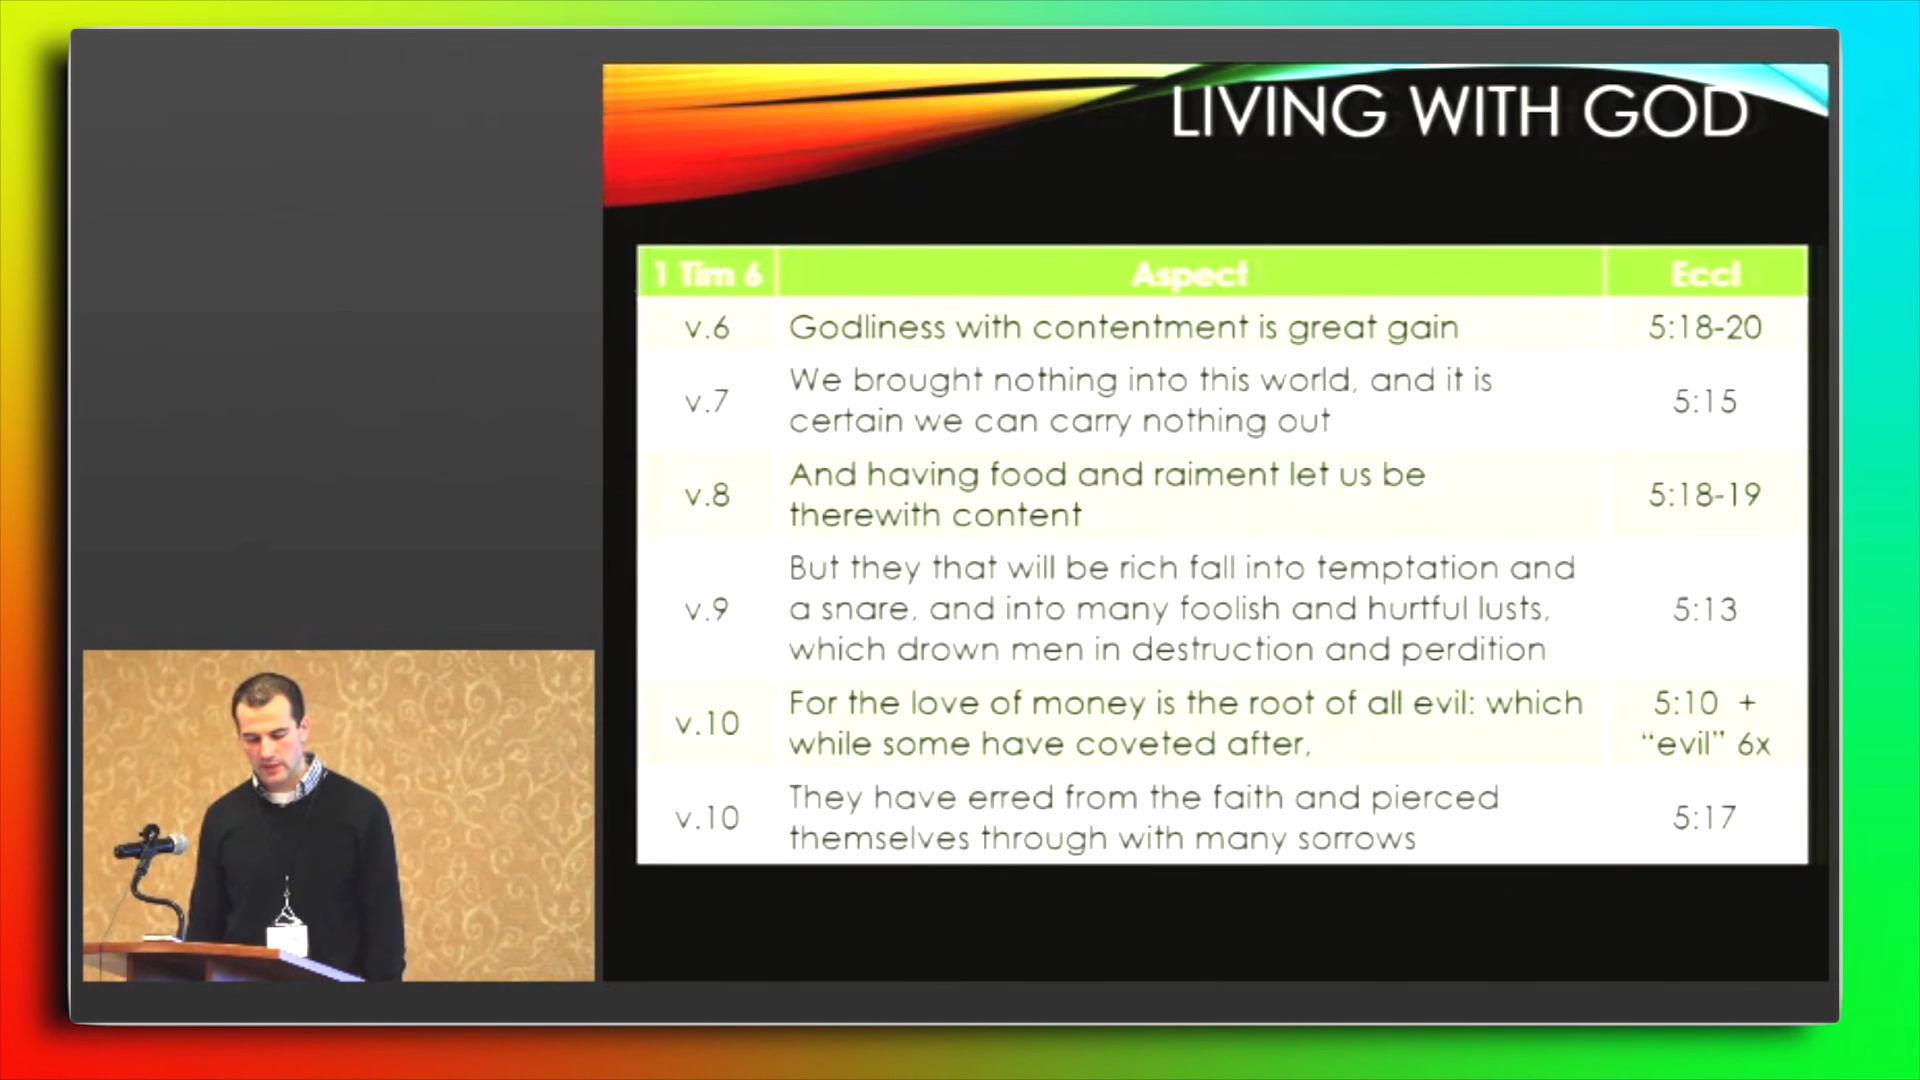 LIVING WITH GOD
1 Tim 6 Aspect Eccl
v.6 Godliness with contentment is great gain 5:18-20
v.7 We brought nothing into this world, and it is
certain we can carry nothing out 5:15
v.8 And having food and raiment let us be
therewith content 5:18-19
v.9 But they that will be rich fall into temptation and
a snare, and into many foolish and hurtful lusts,
which drown men in destruction and perdition 5:13
v.10 For the love of money is the root of all evil: which
while some have coveted after, 5:10 +
"evil" 6x
v.10 They have erred from the faith and pierced
themselves through with many sorrows 5:17